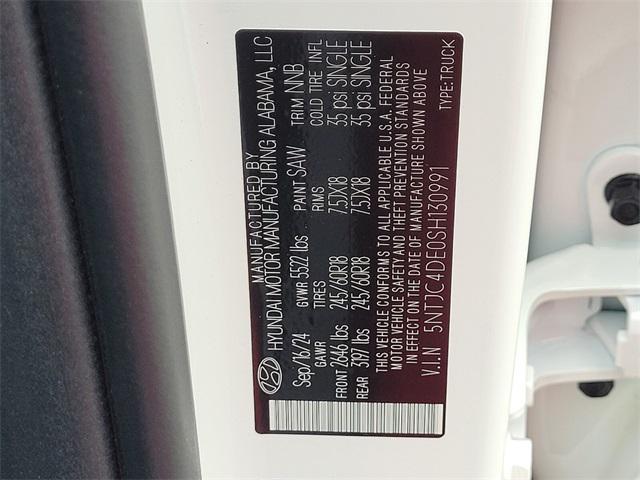 MANUFACTURED BY
HYUNDAI MOTOR MANUFACTURING ALABAMA, LLC
Sep/16/24 GVWR 5522 lbs PAINT SAW TRIM NNB
GAWR TIRES RIMS COLD TIRE INFL
FRONT 2646 lbs 245/60R18 7.5JX18 35 psi SINGLE
REAR 3197 lbs 245/60R18 7.5JX18 35 psi SINGLE
THIS VEHICLE CONFORMS TO ALL APPLICABLE U.S.A. FEDERAL
MOTOR VEHICLE SAFETY AND THEFT PREVENTION STANDARDS
IN EFFECT ON THE DATE OF MANUFACTURE SHOWN ABOVE
V.I.N 5NTJC4DE0SH130991 TYPE:TRUCK